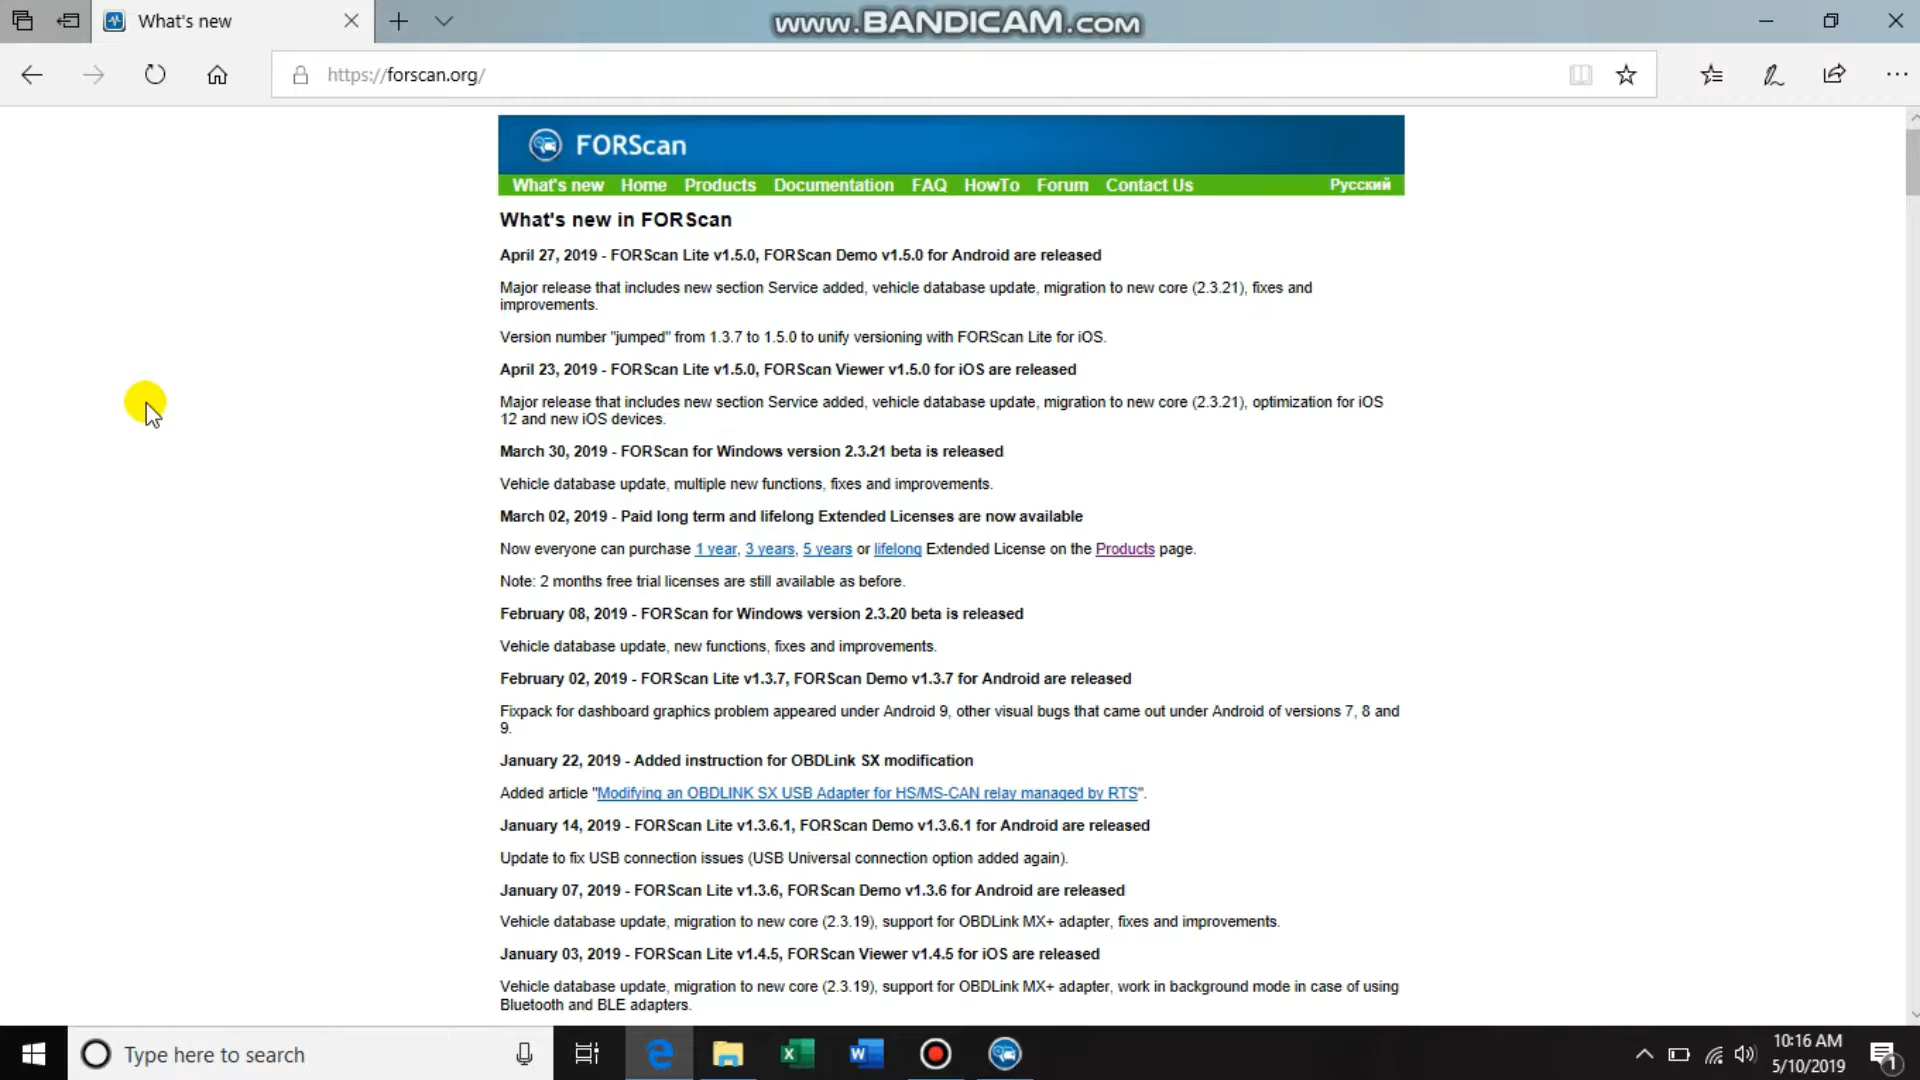 What's new
www.BANDICAM.com
https://forscan.org/
FORScan
What's new Home Products Documentation FAQ HowTo Forum Contact Us Русский
What's new in FORScan
April 27, 2019 - FORScan Lite v1.5.0, FORScan Demo v1.5.0 for Android are released
Major release that includes new section Service added, vehicle database update, migration to new core (2.3.21), fixes and
improvements.
Version number "jumped" from 1.3.7 to 1.5.0 to unify versioning with FORScan Lite for iOS.
April 23, 2019 - FORScan Lite v1.5.0, FORScan Viewer v1.5.0 for iOS are released
Major release that includes new section Service added, vehicle database update, migration to new core (2.3.21), optimization for iOS
12 and new iOS devices.
March 30, 2019 - FORScan for Windows version 2.3.21 beta is released
Vehicle database update, multiple new functions, fixes and improvements.
March 02, 2019 - Paid long term and lifelong Extended Licenses are now available
Now everyone can purchase 1 year, 3 years, 5 years or lifelong Extended License on the Products page.
Note: 2 months free trial licenses are still available as before.
February 08, 2019 - FORScan for Windows version 2.3.20 beta is released
Vehicle database update, new functions, fixes and improvements.
February 02, 2019 - FORScan Lite v1.3.7, FORScan Demo v1.3.7 for Android are released
Fixpack for dashboard graphics problem appeared under Android 9, other visual bugs that came out under Android of versions 7, 8 and
9.
January 22, 2019 - Added instruction for OBDLink SX modification
Added article "Modifying an OBDLINK SX USB Adapter for HS/MS-CAN relay managed by RTS".
January 14, 2019 - FORScan Lite v1.3.6.1, FORScan Demo v1.3.6.1 for Android are released
Update to fix USB connection issues (USB Universal connection option added again).
January 07, 2019 - FORScan Lite v1.3.6, FORScan Demo v1.3.6 for Android are released
Vehicle database update, migration to new core (2.3.19), support for OBDLink MX+ adapter, fixes and improvements.
January 03, 2019 - FORScan Lite v1.4.5, FORScan Viewer v1.4.5 for iOS are released
Vehicle database update, migration to new core (2.3.19), support for OBDLink MX+ adapter, work in background mode in case of using
Bluetooth and BLE adapters.
Type here to search
10:16 AM
5/10/2019
1